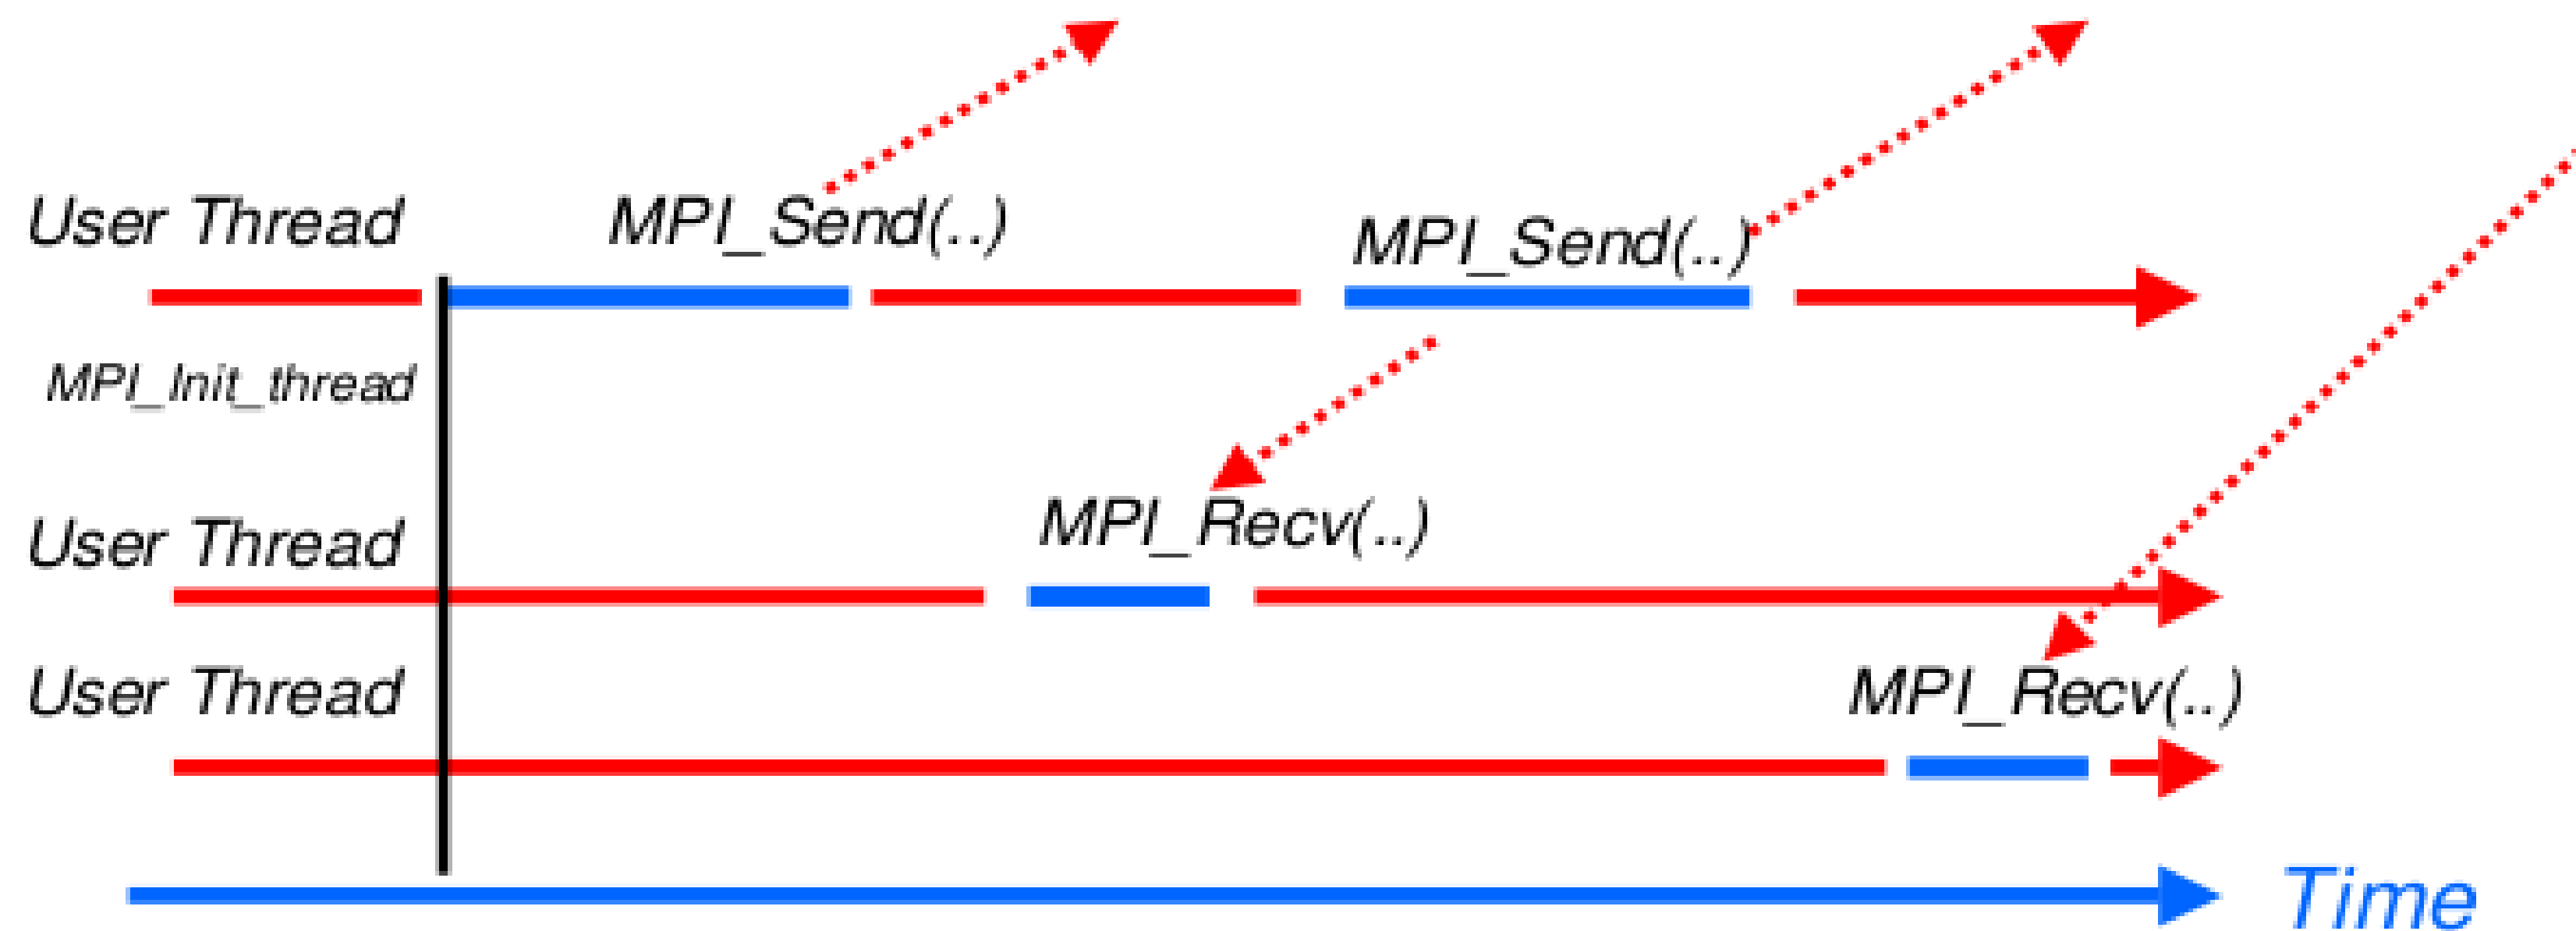 User Thread
MPI_Send(..)
MPI_Send(..)
MPI_Init_thread
User Thread
MPI_Recv(..)
User Thread
MPI_Recv(..)
Time